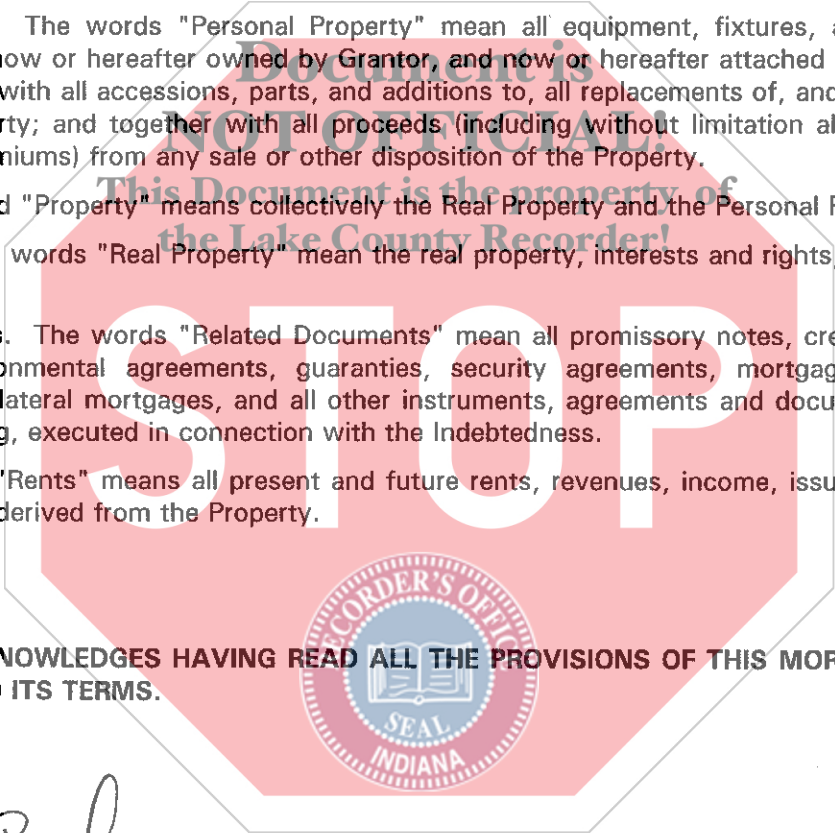 The words "Personal Property" mean all equipment, fixtures,
now or hereafter owned by Grantor, and now or hereafter attached
Document is
with all accessions, parts, and additions to, all replacements of, and
rty; and together with all proceeds (including without limitation al
NOT OFFICIAL!
niums) from any sale or other disposition of the Property.
This Document is the property of
d "Property" means collectively the Real Property and the Personal
the Lake County Recorder!
words "Real Property" mean the real property, interests and rights,
s. The words "Related Documents" mean all promissory notes, cre
onmental agreements, guaranties, security agreements, mortgag
lateral mortgages, and all other instruments, agreements and docu
g, executed in connection with the Indebtedness.
"Rents" means all present and future rents, revenues, income, issu
derived from the Property.
STOP
RECORDER'S OFFICE
NOWLEDGES HAVING READ ALL THE PROVISIONS OF THIS MOR
ITS TERMS.
SEAL
INDIANA